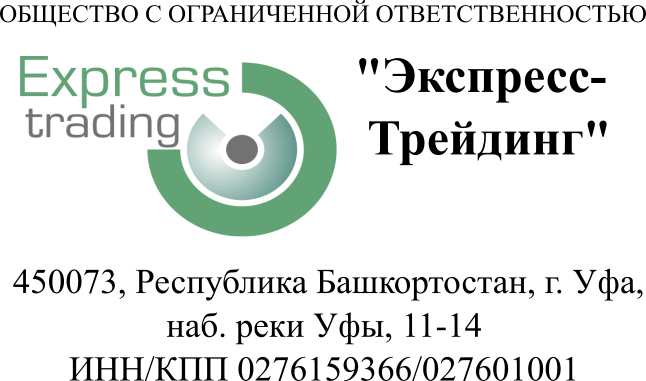 ОБЩЕСТВО С ОГРАНИЧЕННОЙ ОТВЕТСТВЕННОСТЬЮ
Express
trading
"Экспресс-
Трейдинг"
450073, Республика Башкортостан, г. Уфа,
наб. реки Уфы, 11-14
ИНН/КПП 0276159366/027601001